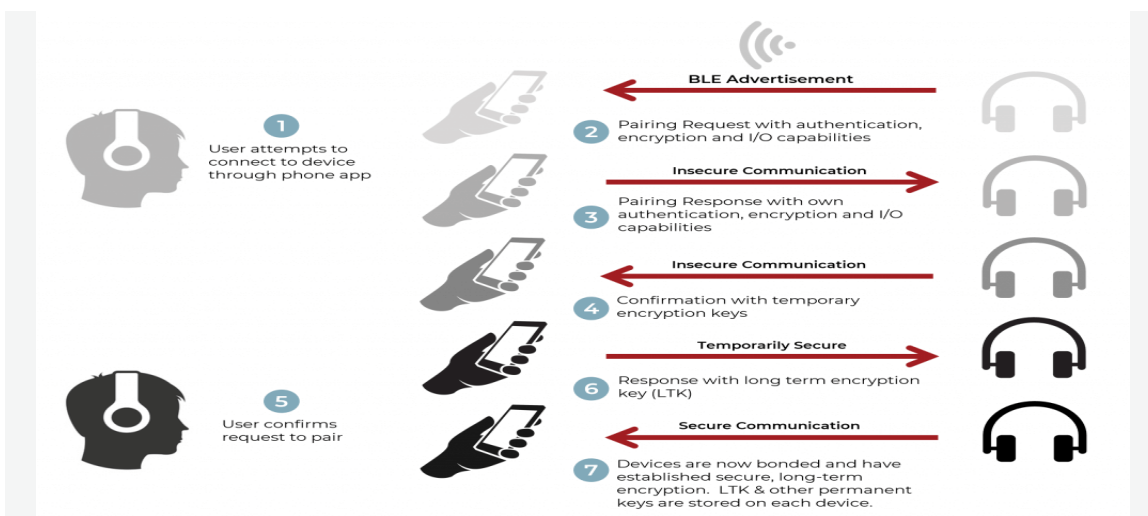 BLE Advertisement
1
User attempts to
connect to device
through phone app
2
Pairing Request with authentication,
encryption and I/O capabilities
Insecure Communication
3
Pairing Response with own
authentication, encryption and I/O
capabilities
Insecure Communication
4
Confirmation with temporary
encryption keys
Temporarily Secure
5
User confirms
request to pair
6
Response with long term encryption
key (LTK)
Secure Communication
7
Devices are now bonded and have
established secure, long-term
encryption. LTK & other permanent
keys are stored on each device.